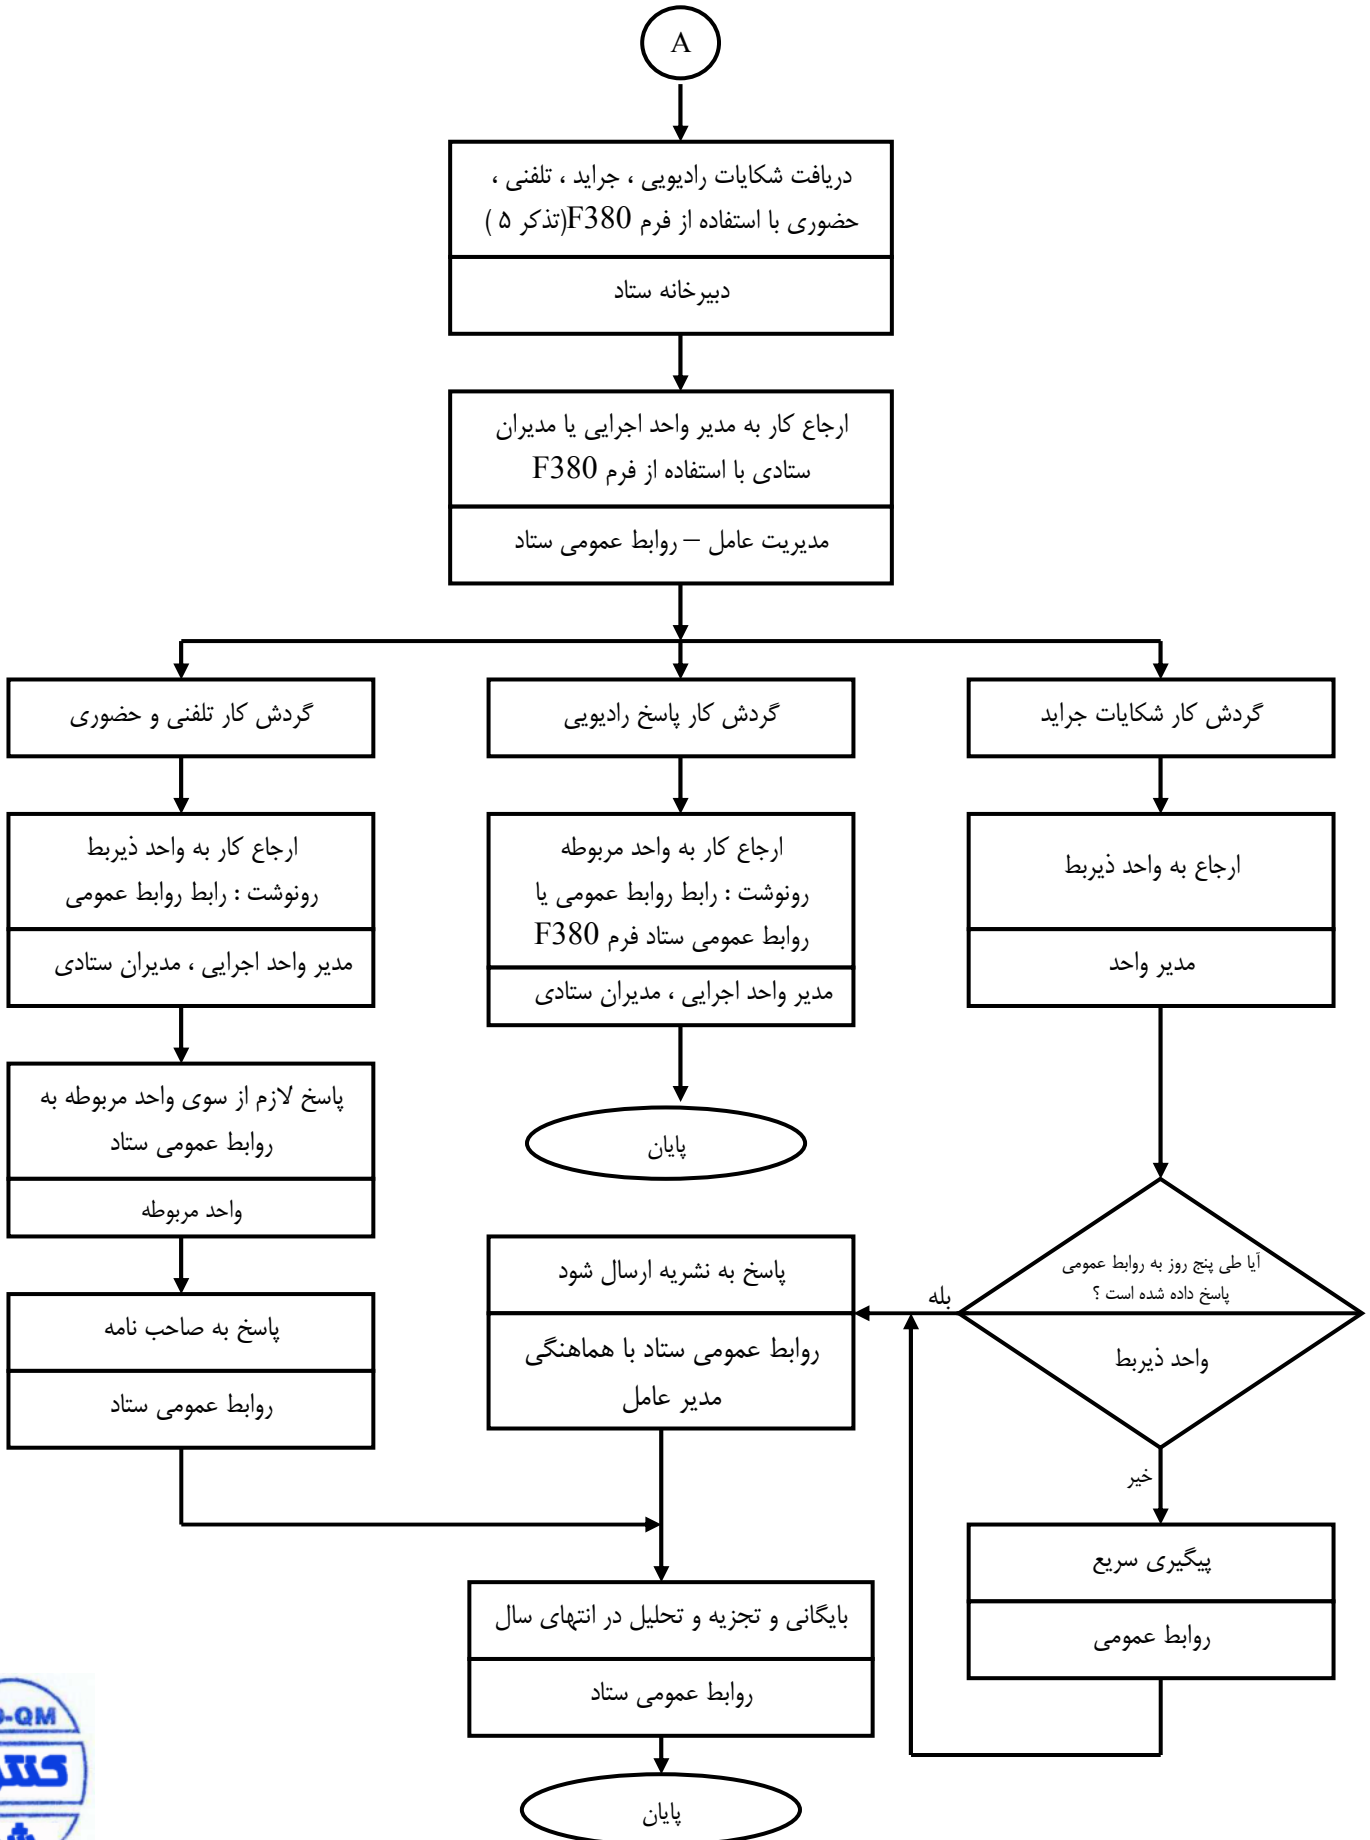 A
دریافت شکایات رادیویی ، جراید ، تلفنی ،
حضوری با استفاده از فرم F380(تذکر ۵ )
دبیرخانه ستاد
ارجاع کار به مدیر واحد اجرایی یا مدیران
ستادی با استفاده از فرم F380
مدیریت عامل – روابط عمومی ستاد
گردش کار شکایات جراید
گردش کار پاسخ رادیویی
گردش کار تلفنی و حضوری
ارجاع به واحد ذیربط
مدیر واحد
ارجاع کار به واحد مربوطه
رونوشت : رابط روابط عمومی یا
روابط عمومی ستاد فرم F380
مدیر واحد اجرایی ، مدیران ستادی
پایان
ارجاع کار به واحد ذیربط
رونوشت : رابط روابط عمومی
مدیر واحد اجرایی ، مدیران ستادی
پاسخ لازم از سوی واحد مربوطه به
روابط عمومی ستاد
واحد مربوطه
پاسخ به صاحب نامه
روابط عمومی ستاد
آیا طی پنج روز به روابط عمومی
پاسخ داده شده است ؟
واحد ذیربط
بله
خیر
پاسخ به نشریه ارسال شود
روابط عمومی ستاد با هماهنگی
مدیر عامل
پیگیری سریع
روابط عمومی
بایگانی و تجزیه و تحلیل در انتهای سال
روابط عمومی ستاد
پایان
-QM